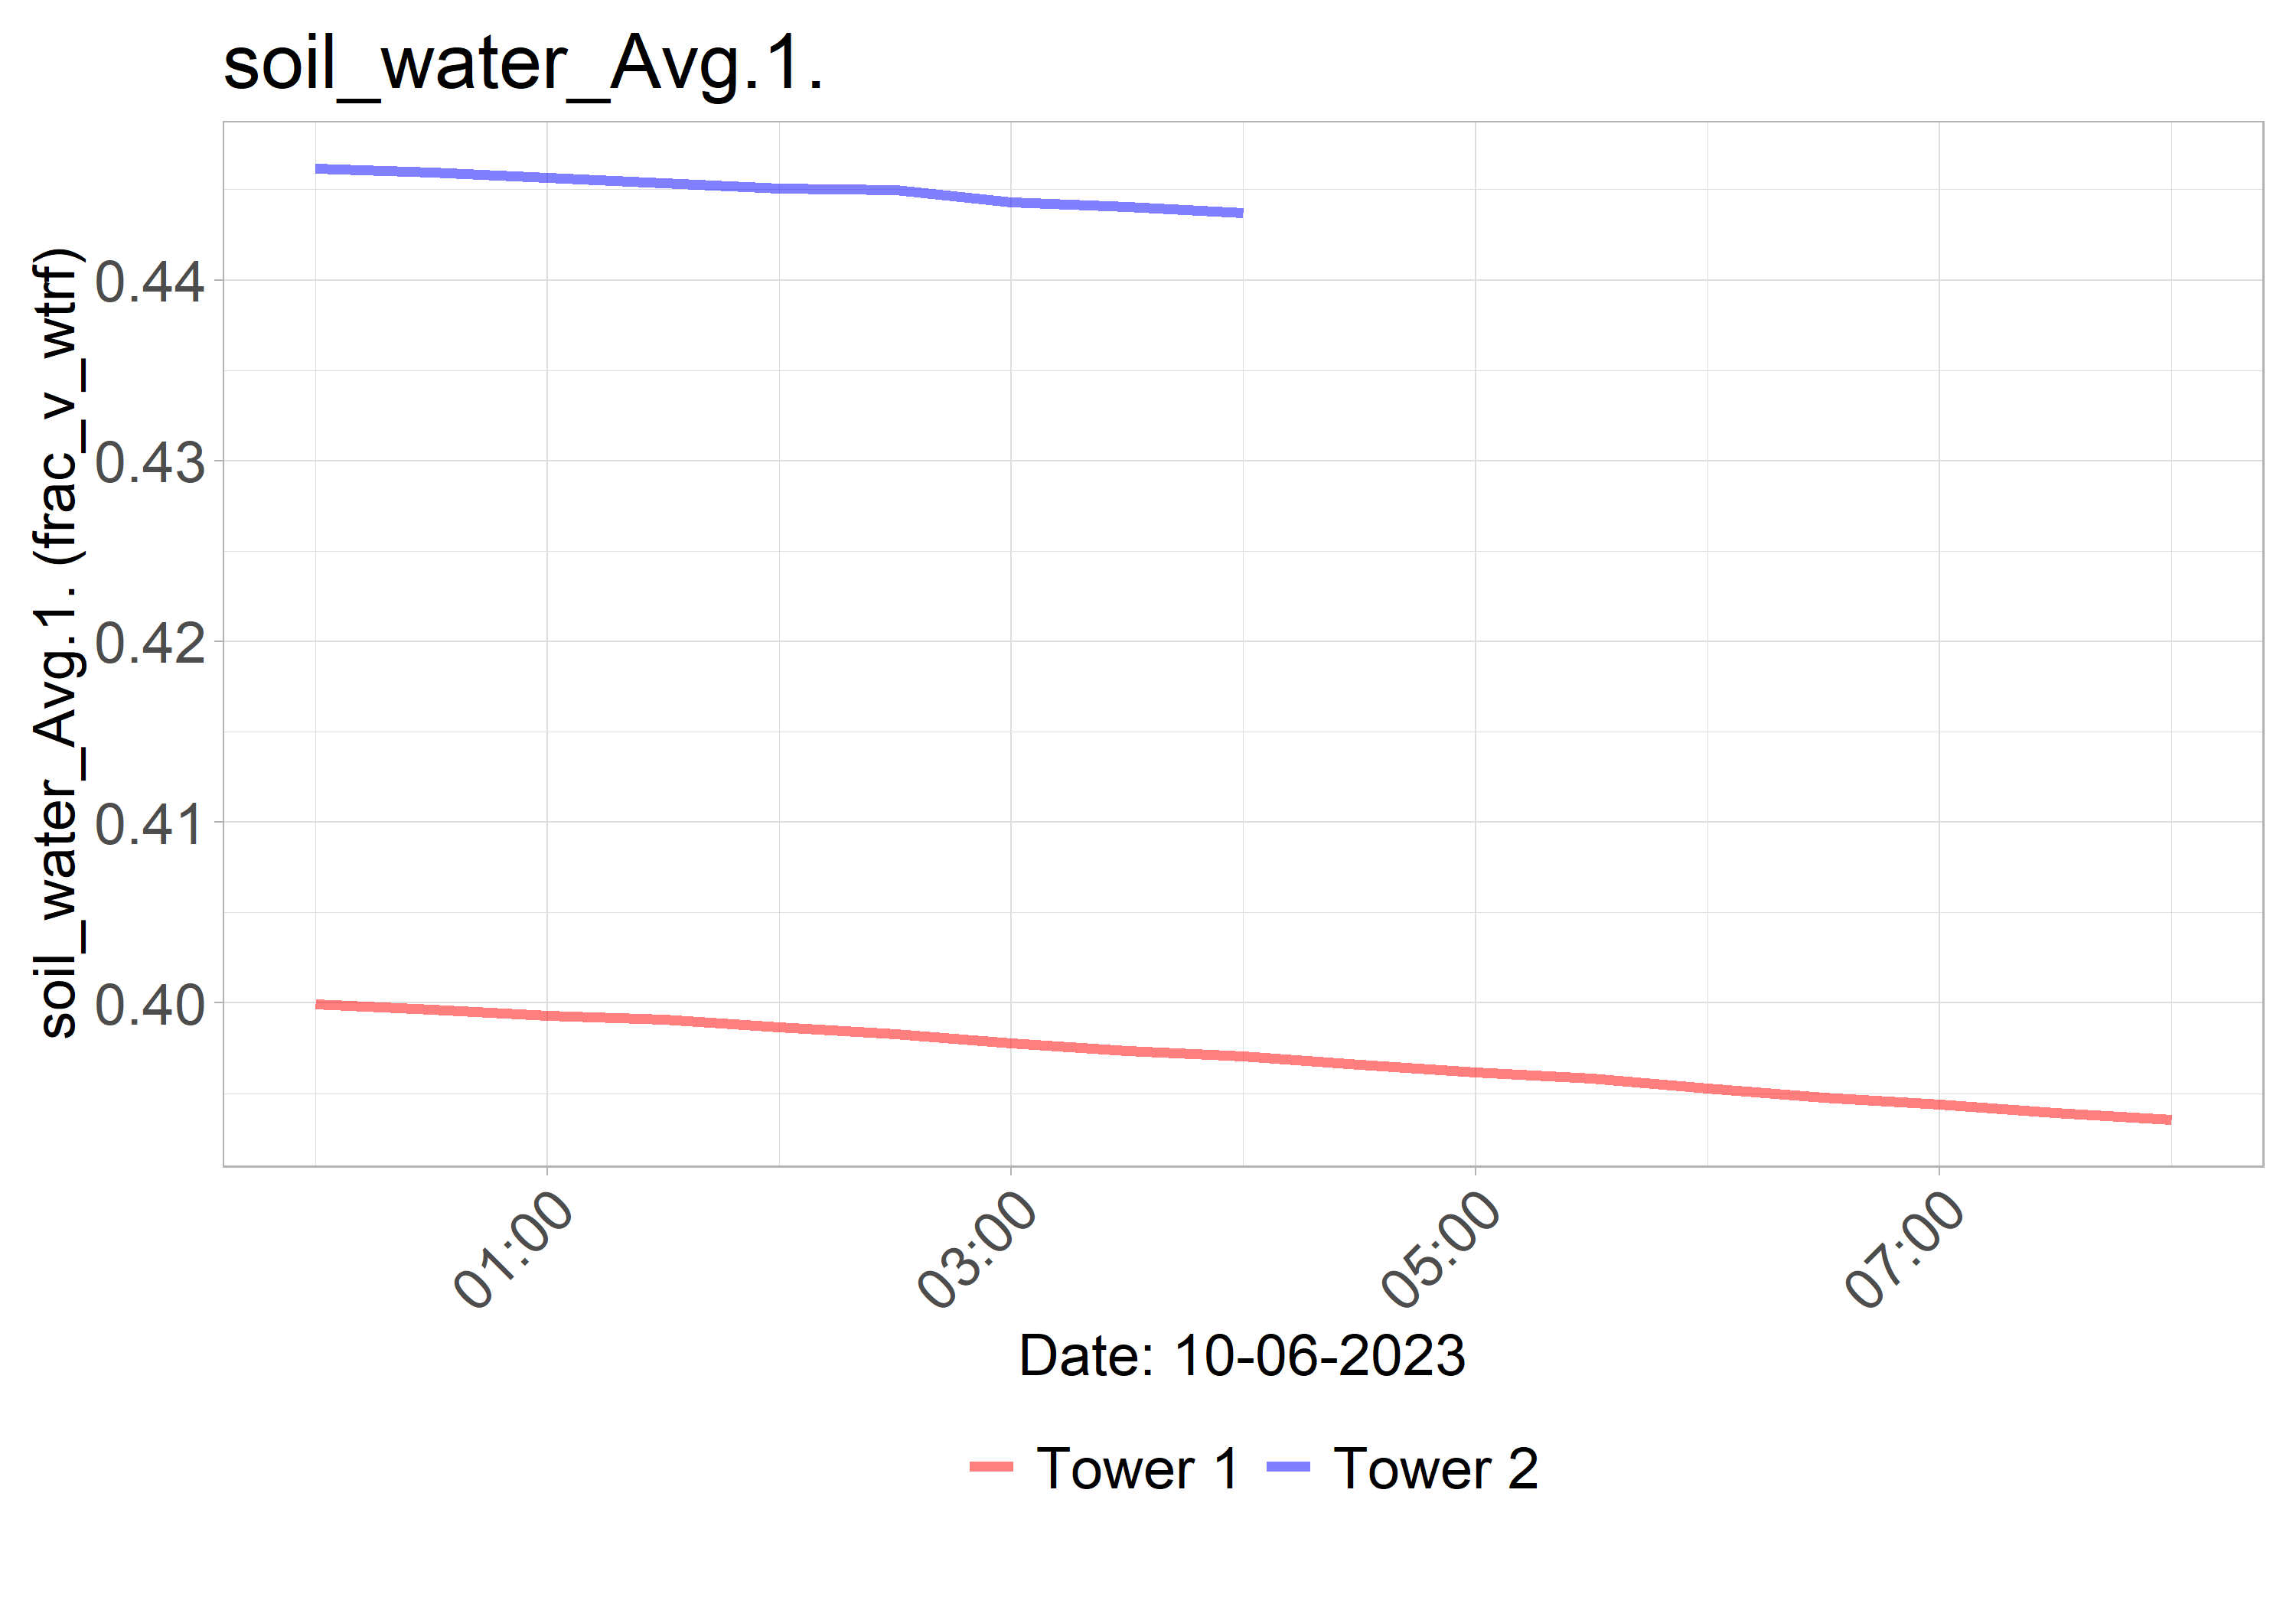 soil_water_Avg.1.
soil_water_Avg.1. (frac_v_wtrf)
0.44
0.43
0.42
0.41
0.40
01:00
03:00
05:00
07:00
Date: 10-06-2023
Tower 1
Tower 2